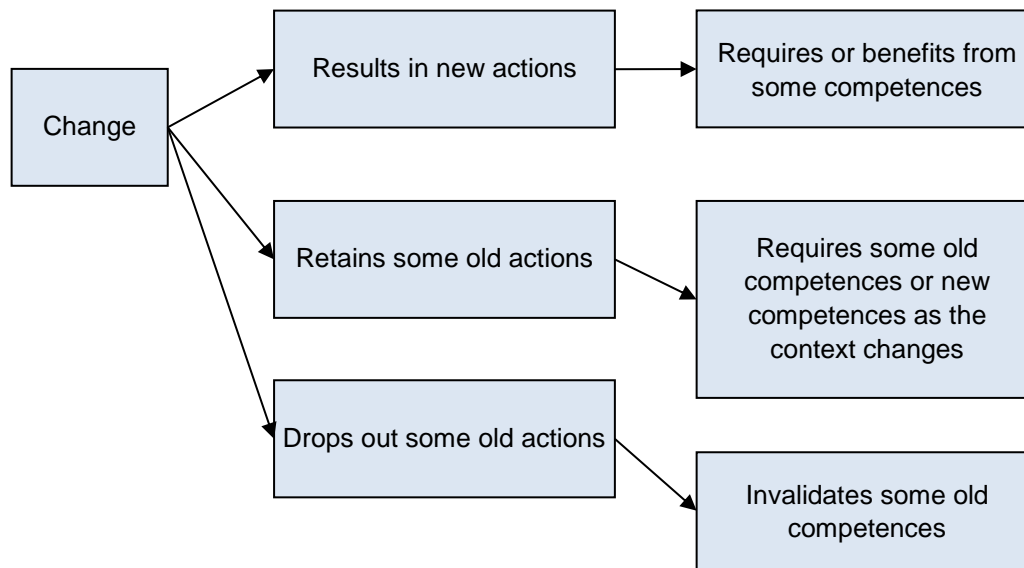 Change
Results in new actions
Requires or benefits from
some competences
Retains some old actions
Requires some old
competences or new
competences as the
context changes
Drops out some old actions
Invalidates some old
competences